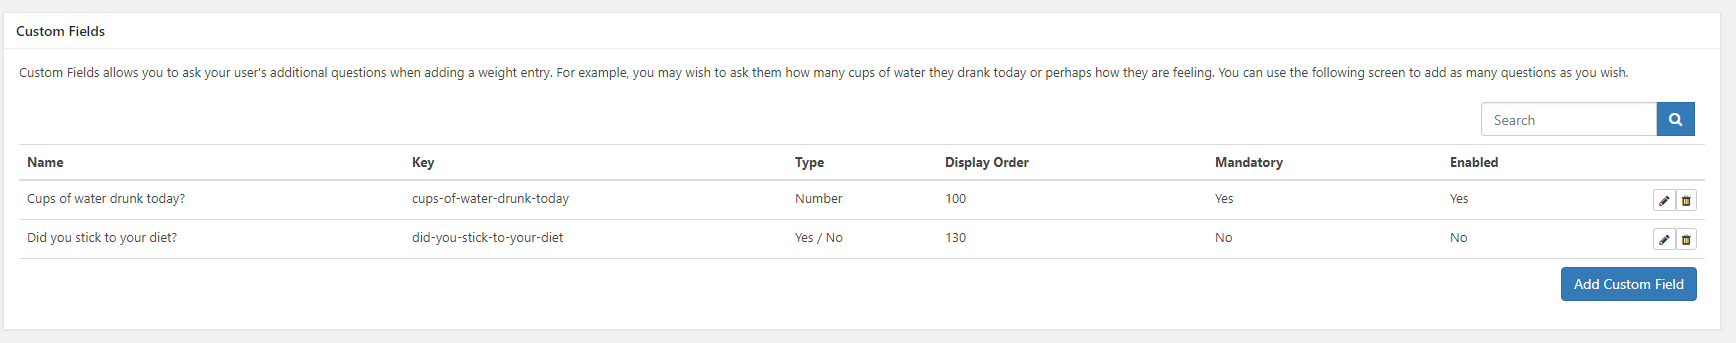 Custom Fields
Custom Fields allows you to ask your user's additional questions when adding a weight entry. For example, you may wish to ask them how many cups of water they drank today or perhaps how they are feeling. You can use the following screen to add as many questions as you wish.
Search
Name Key Type Display Order Mandatory Enabled
Cups of water drunk today? cups-of-water-drunk-today Number 100 Yes Yes
Did you stick to your diet? did-you-stick-to-your-diet Yes / No 130 No No
Add Custom Field